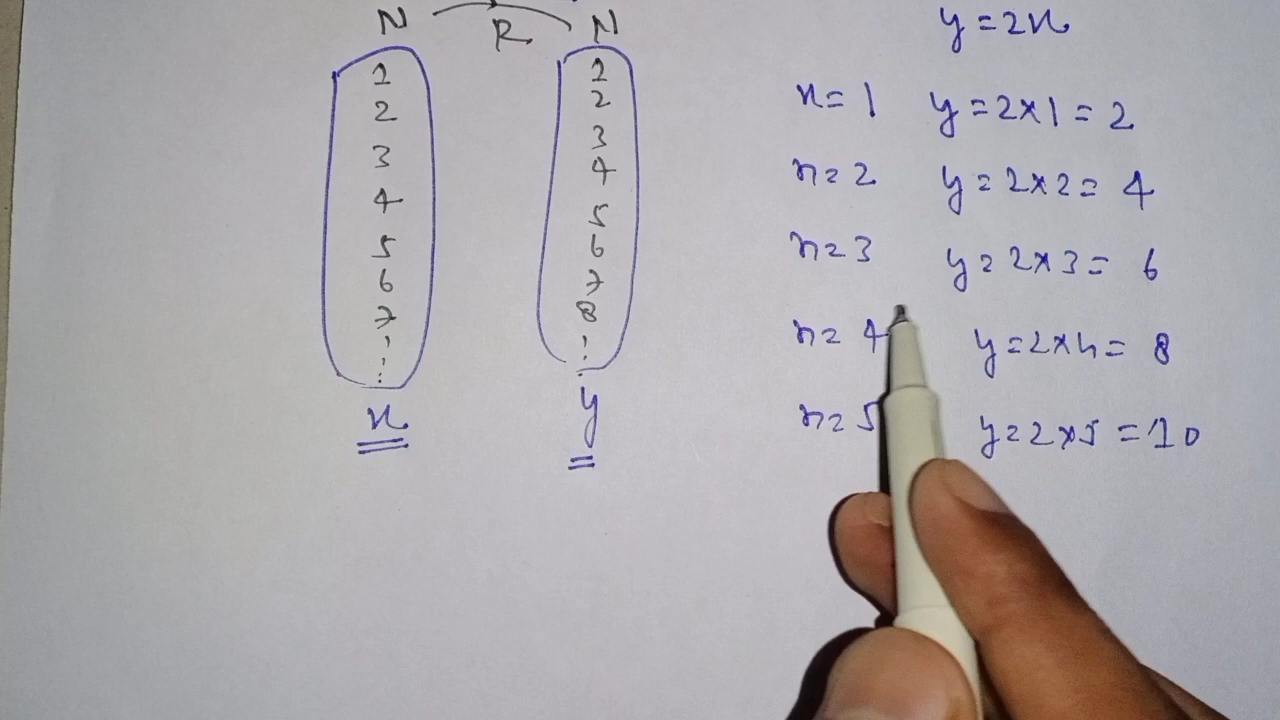 N R N
1 1
2 2
3 3
4 4
5 5
6 6
7 7
8
x y
y = 2x
x = 1 y = 2 × 1 = 2
x = 2 y = 2 × 2 = 4
x = 3 y = 2 × 3 = 6
x = 4 y = 2 × 4 = 8
x = 5 y = 2 × 5 = 10